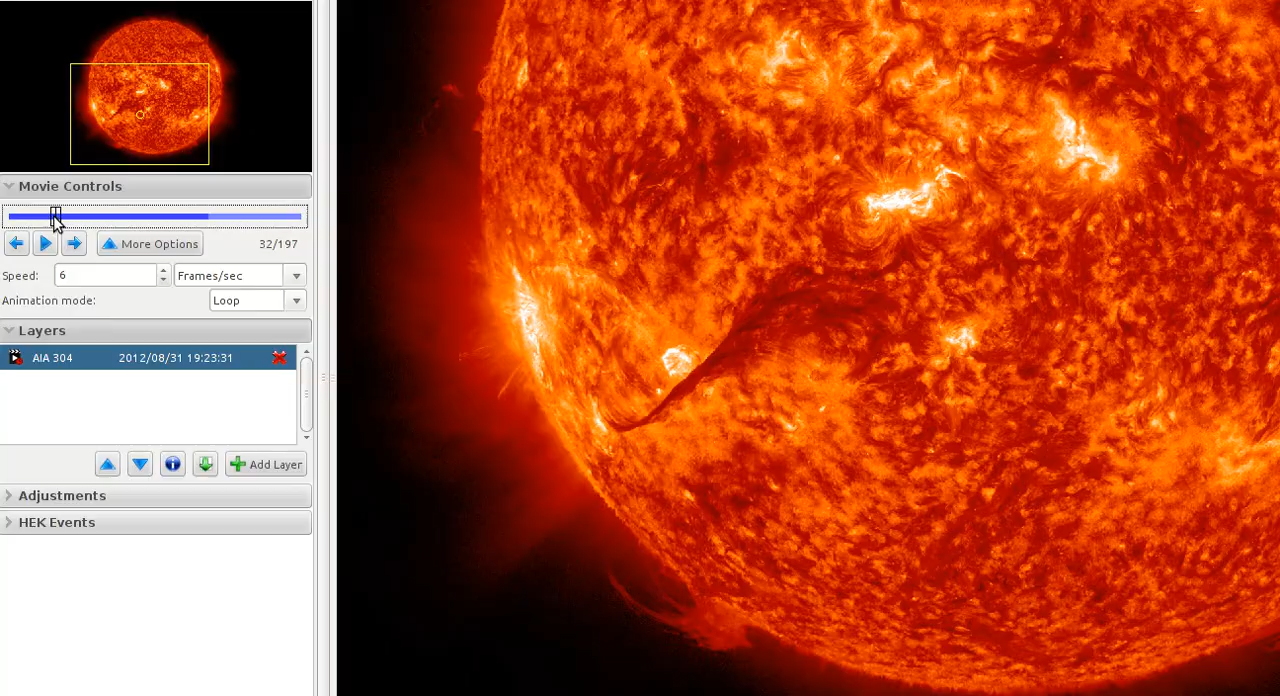 Movie Controls
More Options
32/197
Speed: 6 Frames/sec
Animation mode: Loop
Layers
AIA 304 2012/08/31 19:23:31
Add Layer
Adjustments
HEK Events